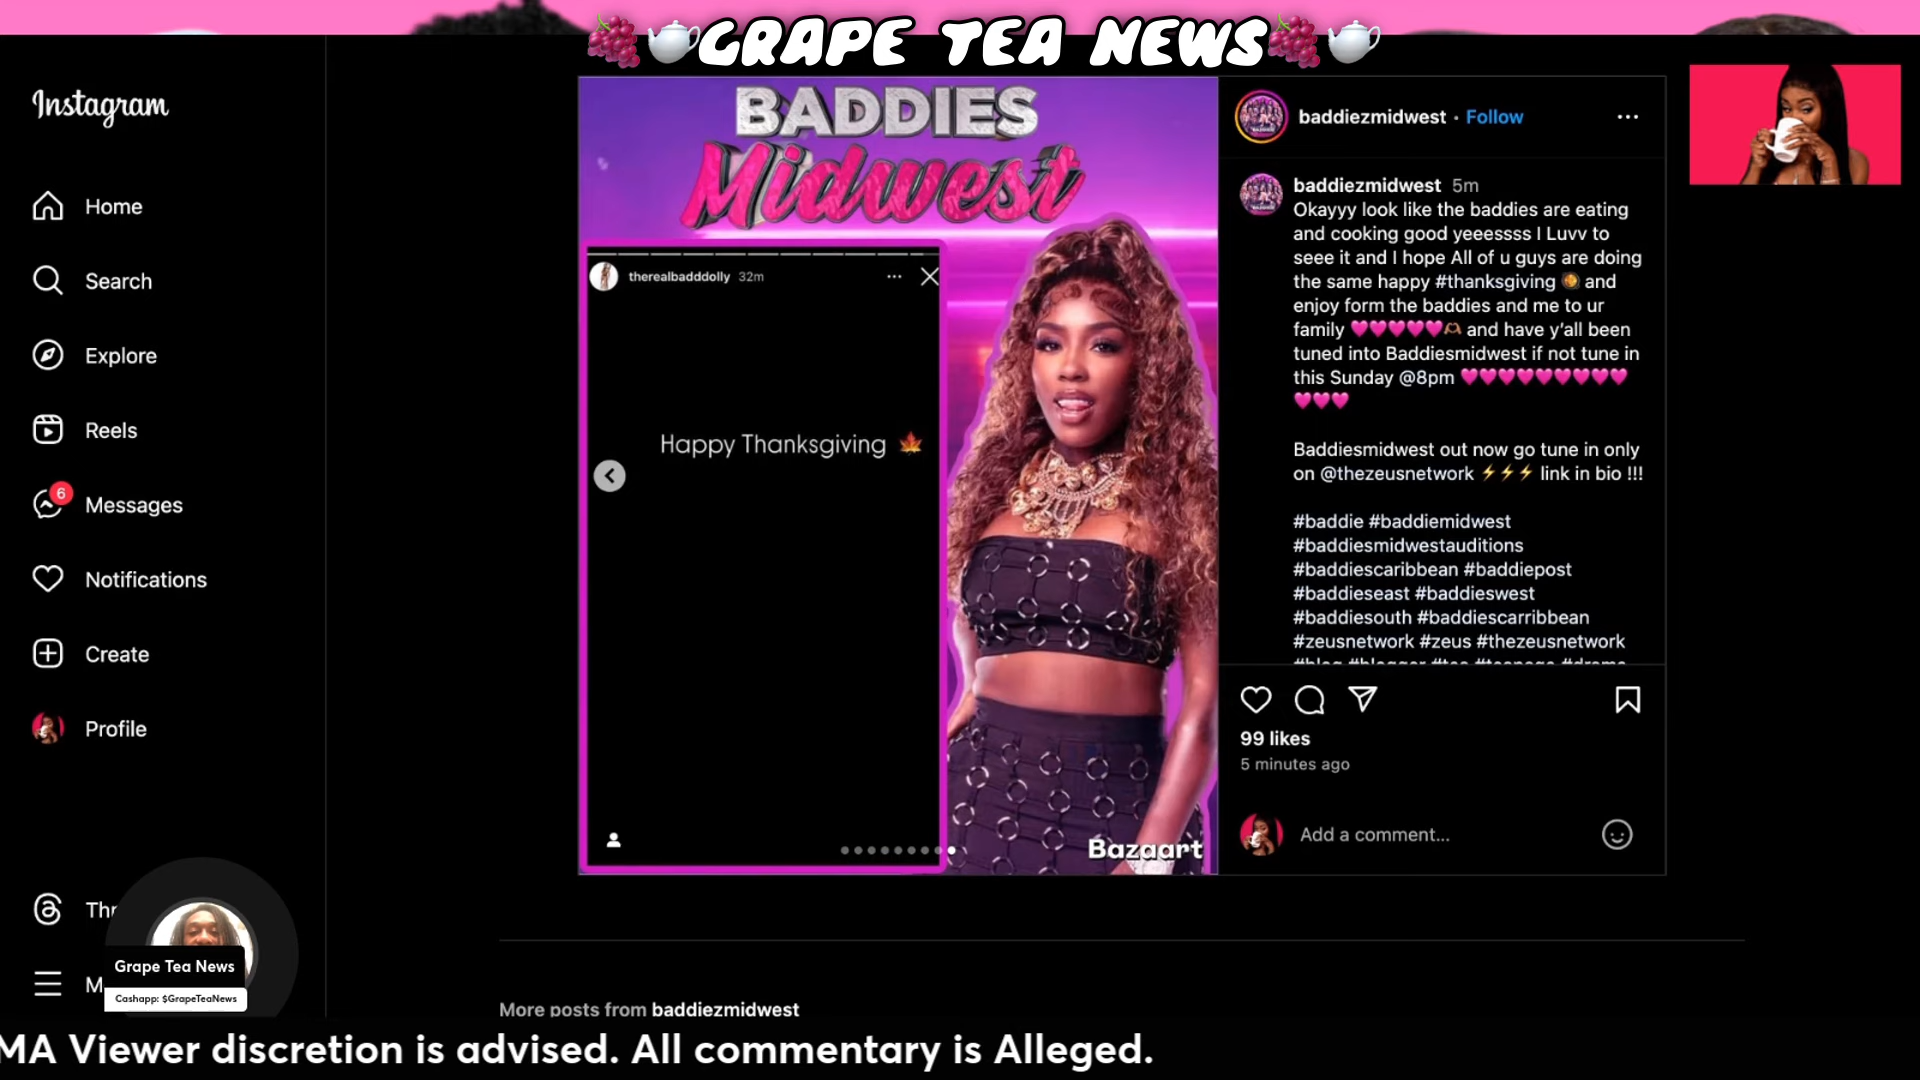 GRAPE TEA NEWS
Instagram
Home
Search
Explore
Reels
6
Messages
Notifications
Create
Profile
Grape Tea News
Cashapp: $GrapeTeaNews
BADDIES
Midwest
therealbadddolly 32m
Happy Thanksgiving 🍁
Bazaart
baddiezmidwest · Follow
baddiezmidwest 5m
Okayyy look like the baddies are eating
and cooking good yeeessss I Luvv to
seee it and I hope All of u guys are doing
the same happy #thanksgiving 🥘 and
enjoy form the baddies and me to ur
family 💗💗💗💗💗🫶🏽 and have y'all been
tuned into Baddiesmidwest if not tune in
this Sunday @8pm 💗💗💗💗💗💗💗💗💗
💗💗💗
Baddiesmidwest out now go tune in only
on @thezeusnetwork ⚡⚡⚡ link in bio !!!
#baddie #baddiemidwest
#baddiesmidwestauditions
#baddiescaribbean #baddiepost
#baddieseast #baddieswest
#baddiesouth #baddiescarribbean
#zeusnetwork #zeus #thezeusnetwork
99 likes
5 minutes ago
Add a comment...
More posts from baddiezmidwest
MA Viewer discretion is advised. All commentary is Alleged.